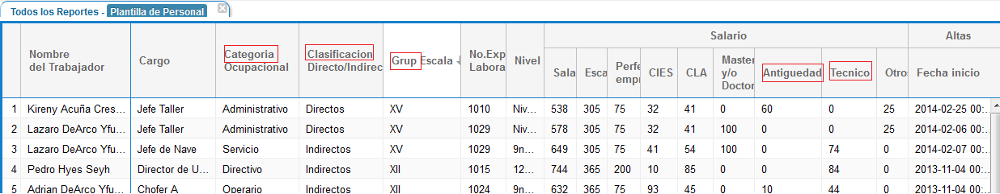 Todos los Reportes - Plantilla de Personal
Salario Altas
Nombre del Trabajador Cargo Categoria Ocupacional Clasificacion Directo/Indirec Grup Escala No.Exp Labora Nivel Sala Esca Perfe empr CIES CLA Master y/o Doctor Antiguedad Tecnico Otros Fecha inicio
1 Kireny Acuña Cres... Jefe Taller Administrativo Directos XV 1010 Niv... 538 305 75 32 41 0 60 0 25 2014-02-25 00:...
2 Lazaro DeArco Yfu... Jefe Taller Administrativo Directos XV 1029 Niv... 578 305 75 32 41 100 0 0 25 2014-02-06 00:...
3 Lazaro DeArco Yfu... Jefe de Nave Servicio Indirectos XV 1029 9n... 649 305 75 41 54 100 0 74 0 2014-02-07 00:...
4 Pedro Hyes Seyh Director de U... Directivo Indirectos XII 1015 12... 744 365 200 10 85 0 0 84 0 2013-11-04 00:...
5 Adrian DeArco Yfu... Chofer A Operario Indirectos XII 1024 9n... 632 365 75 93 45 0 10 44 0 2013-11-04 00:...